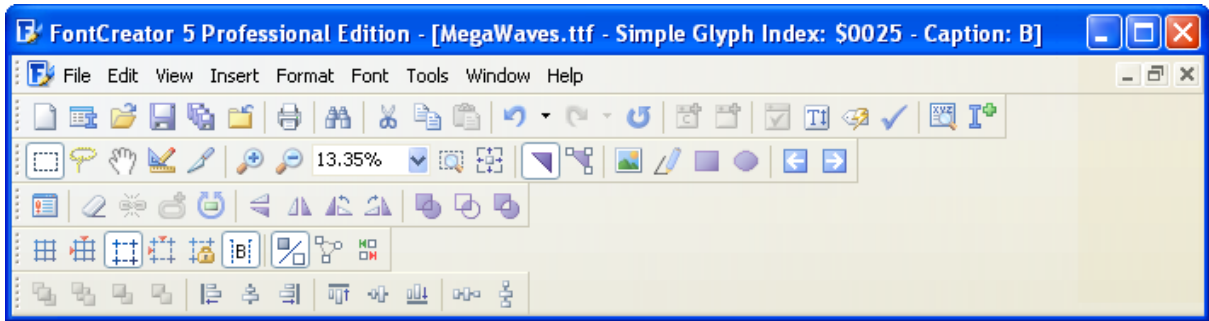 FontCreator 5 Professional Edition - [MegaWaves.ttf - Simple Glyph Index: $0025 - Caption: B]
File Edit View Insert Format Font Tools Window Help
13.35%